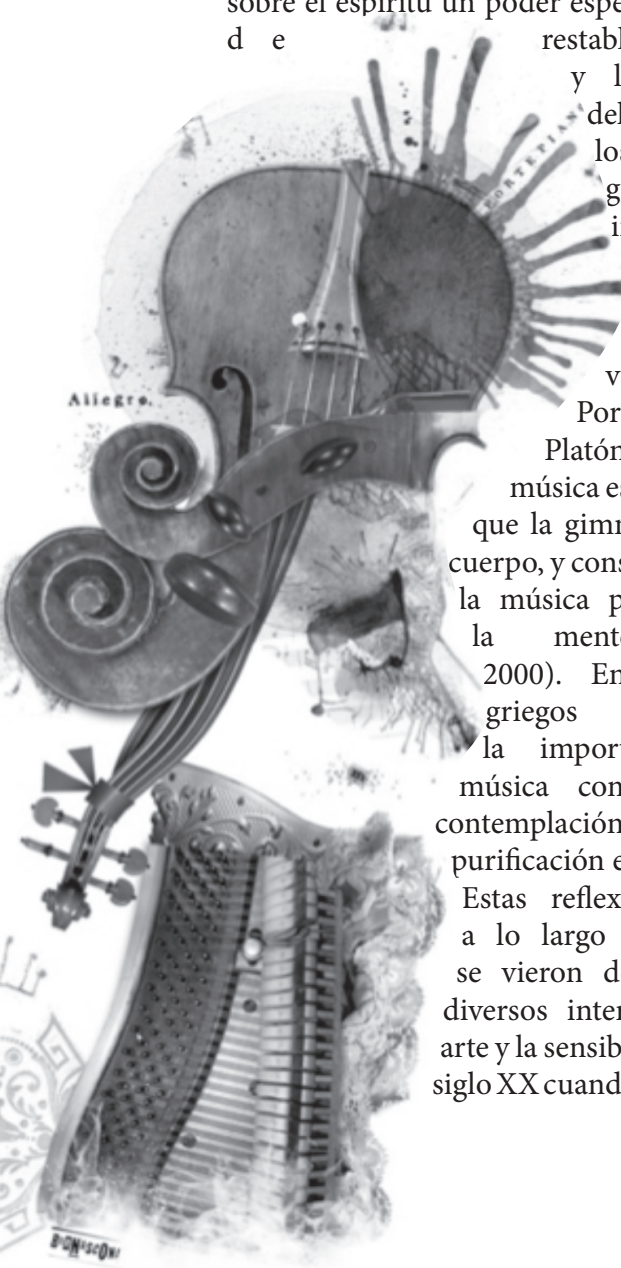 sobre el espíritu un poder espe
d e restabl
y l
del
los
g
i
FORTEPIAN
v
Allegro.
Por
Platón
música es
que la gimn
cuerpo, y cons
la música p
la mente
2000). En
griegos
la impor
música con
contemplación
purificación e
Estas reflex
a lo largo
se vieron d
diversos inter
arte y la sensib
siglo XX cuand